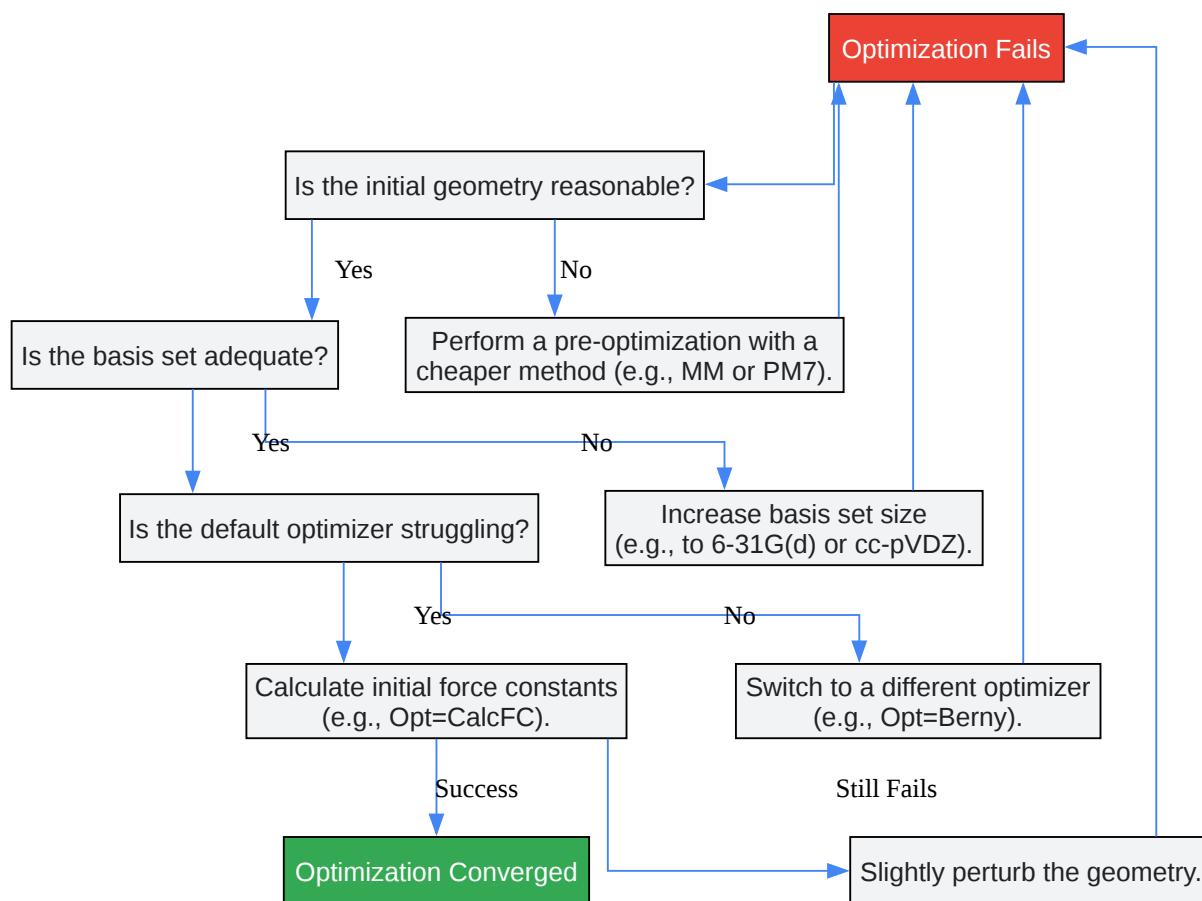 Optimization Fails
Is the initial geometry reasonable?
Yes
No
Is the basis set adequate?
Perform a pre-optimization with a
cheaper method (e.g., MM or PM7).
Yes
No
Is the default optimizer struggling?
Increase basis set size
(e.g., to 6-31G(d) or cc-pVDZ).
Yes
No
Calculate initial force constants
(e.g., Opt=CalcFC).
Switch to a different optimizer
(e.g., Opt=Berny).
Success
Still Fails
Optimization Converged
Slightly perturb the geometry.